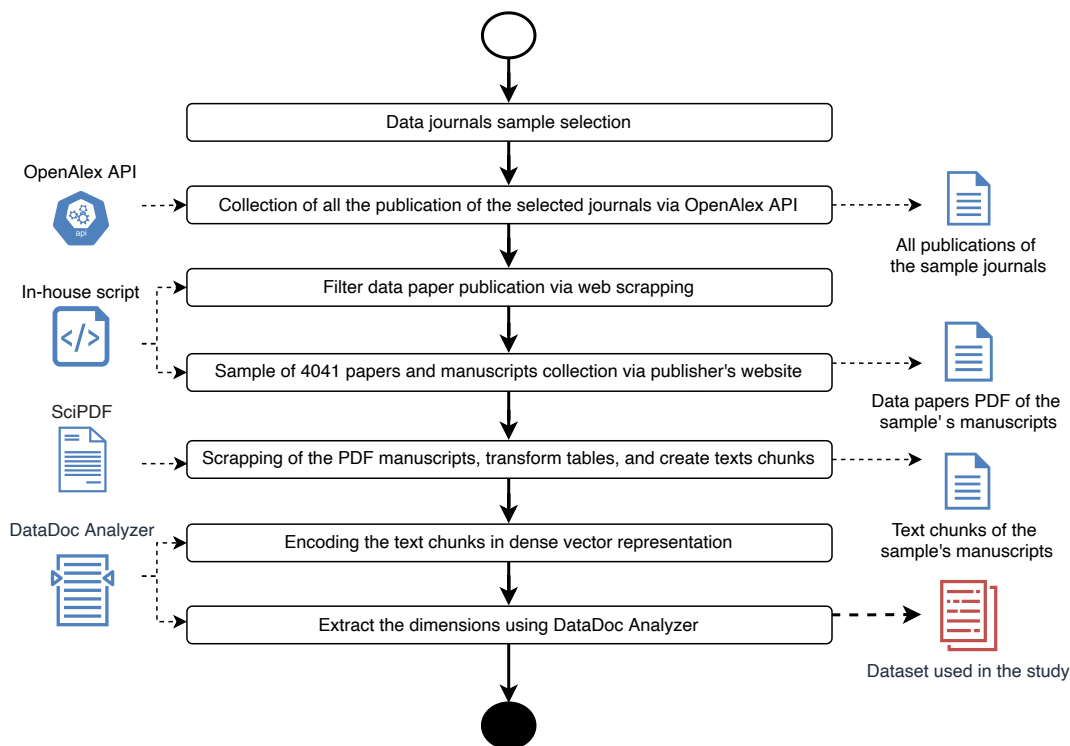 Data journals sample selection
OpenAlex API
api
Collection of all the publication of the selected journals via OpenAlex API
All publications of
the sample journals
In-house script
</>
Filter data paper publication via web scrapping
Sample of 4041 papers and manuscripts collection via publisher's website
Data papers PDF of the
sample' s manuscripts
SciPDF
Scrapping of the PDF manuscripts, transform tables, and create texts chunks
Text chunks of the
sample's manuscripts
DataDoc Analyzer
Encoding the text chunks in dense vector representation
Extract the dimensions using DataDoc Analyzer
Dataset used in the study